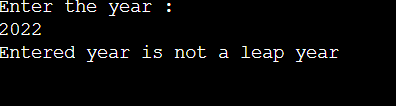 Enter the year :
2022
Entered year is not a leap year